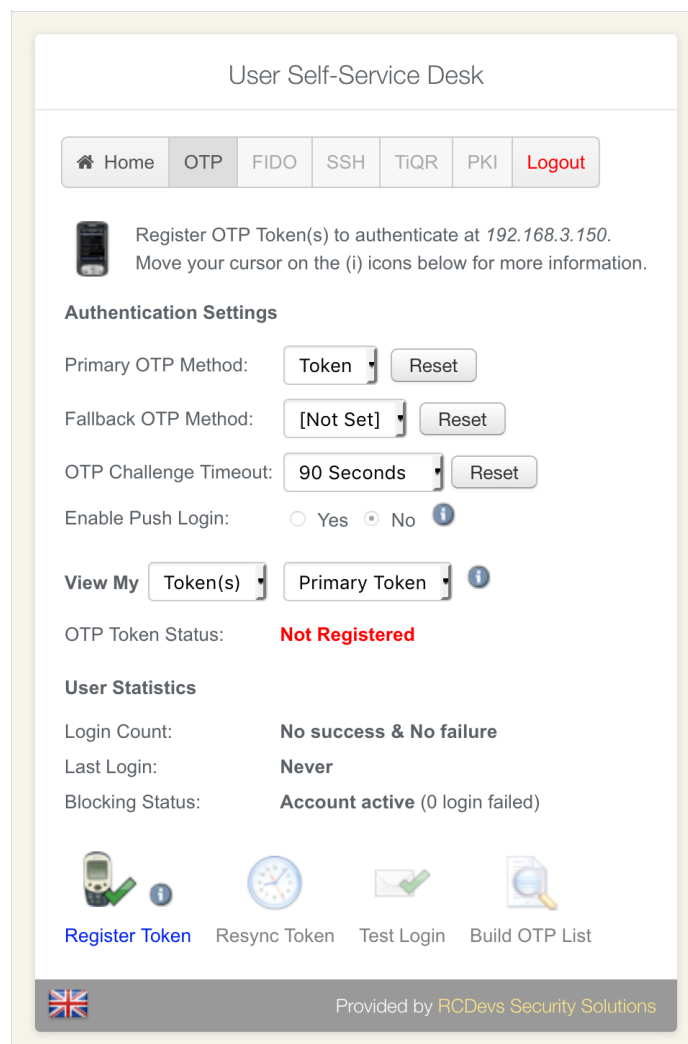 User Self-Service Desk
Home OTP FIDO SSH TiQR PKI Logout
Register OTP Token(s) to authenticate at 192.168.3.150.
Move your cursor on the (i) icons below for more information.
Authentication Settings
Primary OTP Method: Token Reset
Fallback OTP Method: [Not Set] Reset
OTP Challenge Timeout: 90 Seconds Reset
Enable Push Login: Yes No
View My Token(s) Primary Token
OTP Token Status: Not Registered
User Statistics
Login Count: No success & No failure
Last Login: Never
Blocking Status: Account active (0 login failed)
Register Token Resync Token Test Login Build OTP List
Provided by RCDevs Security Solutions